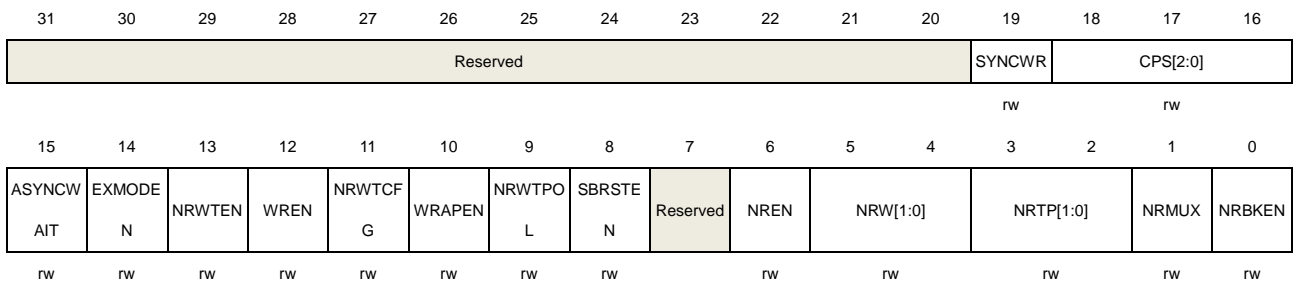 31 30 29 28 27 26 25 24 23 22 21 20 19 18 17 16
Reserved SYNCWR CPS[2:0]
rw rw
15 14 13 12 11 10 9 8 7 6 5 4 3 2 1 0
ASYNCW EXMODE NRWTCF NRWTPO SBRSTE
NRWTEN WREN WRAPEN Reserved NREN NRW[1:0] NRTP[1:0] NRMUX NRBKEN
AIT N G L N
rw rw rw rw rw rw rw rw rw rw rw rw rw